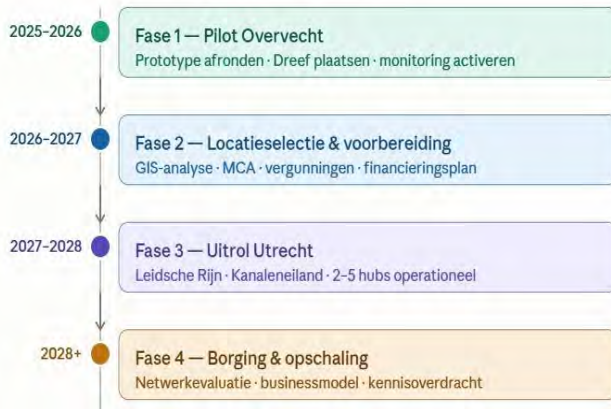 2025–2026
Fase 1 — Pilot Overvecht
Prototype afronden · Dreef plaatsen · monitoring activeren
2026–2027
Fase 2 — Locatieselectie & voorbereiding
GIS-analyse · MCA · vergunningen · financieringsplan
2027–2028
Fase 3 — Uitrol Utrecht
Leidsche Rijn · Kanaleneiland · 2–5 hubs operationeel
2028+
Fase 4 — Borging & opschaling
Netwerkevaluatie · businessmodel · kennisoverdracht